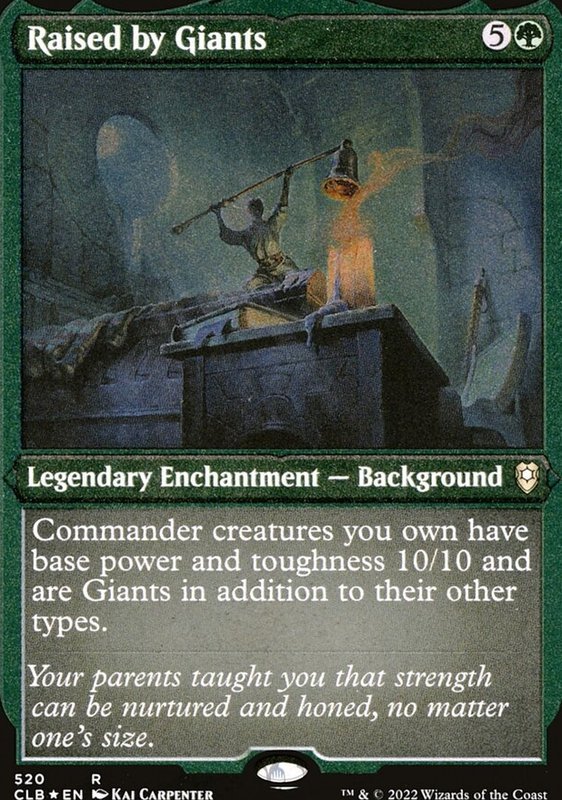 Raised by Giants 5
Legendary Enchantment — Background
Commander creatures you own have
base power and toughness 10/10 and
are Giants in addition to their other
types.
Your parents taught you that strength
can be nurtured and honed, no matter
one's size.
520 R
CLB★EN Kai Carpenter
™ & © 2022 Wizards of the Coast